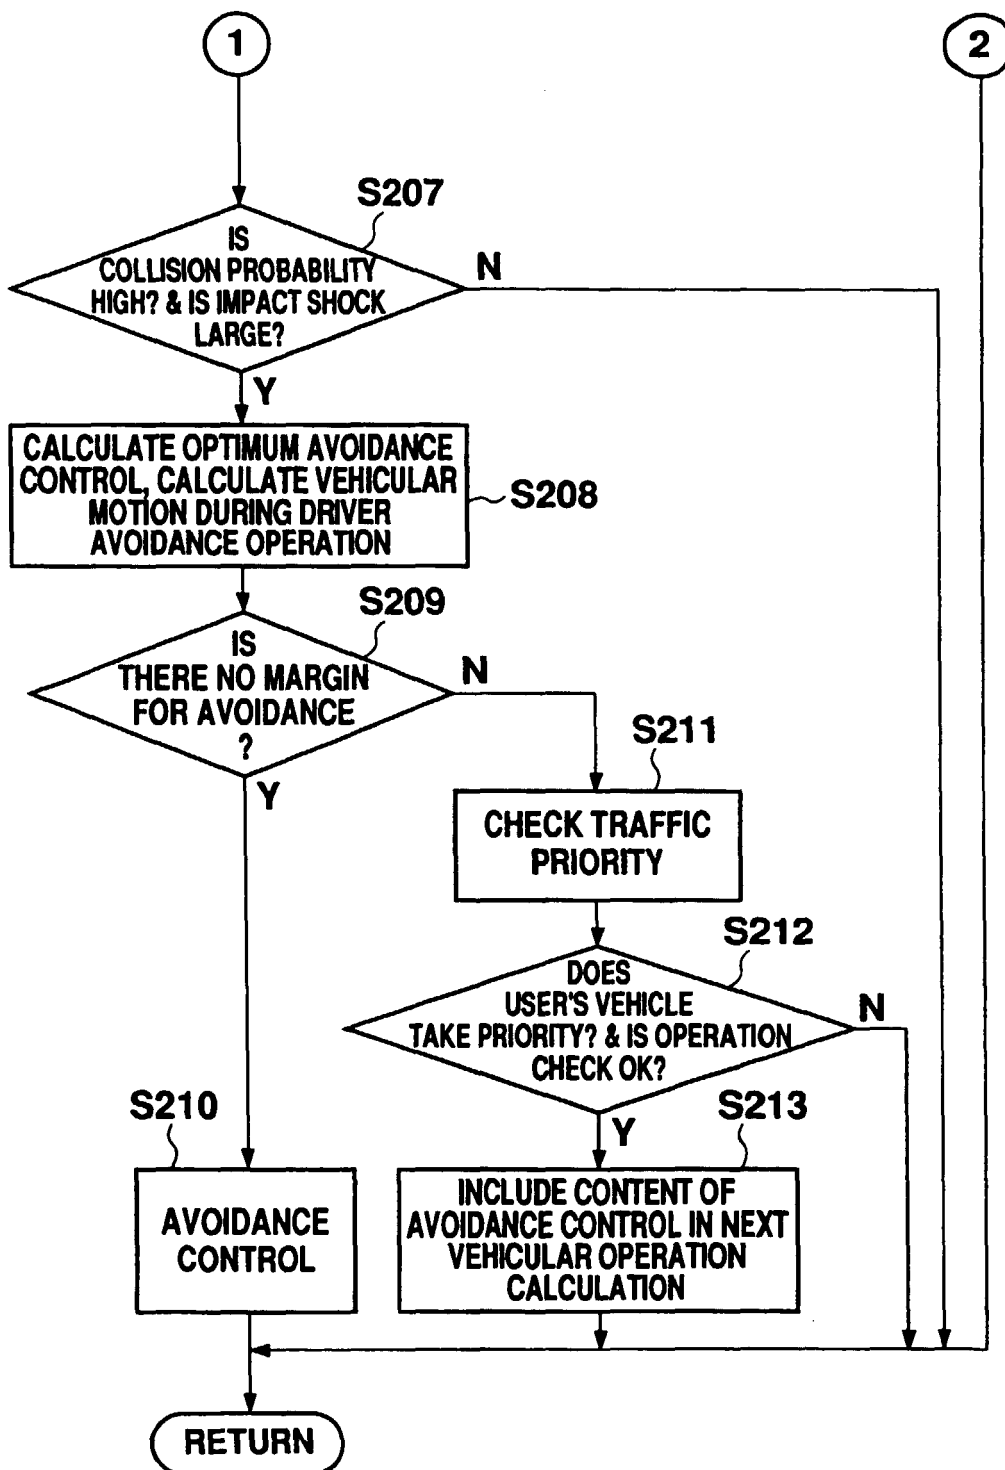 1
2
S207
IS
COLLISION PROBABILITY
HIGH? & IS IMPACT SHOCK
LARGE?
N
Y
CALCULATE OPTIMUM AVOIDANCE
CONTROL, CALCULATE VEHICULAR
MOTION DURING DRIVER
AVOIDANCE OPERATION
S208
S209
IS
THERE NO MARGIN
FOR AVOIDANCE
?
N
Y
S211
CHECK TRAFFIC
PRIORITY
S212
DOES
USER'S VEHICLE
TAKE PRIORITY? & IS OPERATION
CHECK OK?
N
Y
S210
AVOIDANCE
CONTROL
S213
INCLUDE CONTENT OF
AVOIDANCE CONTROL IN NEXT
VEHICULAR OPERATION
CALCULATION
RETURN